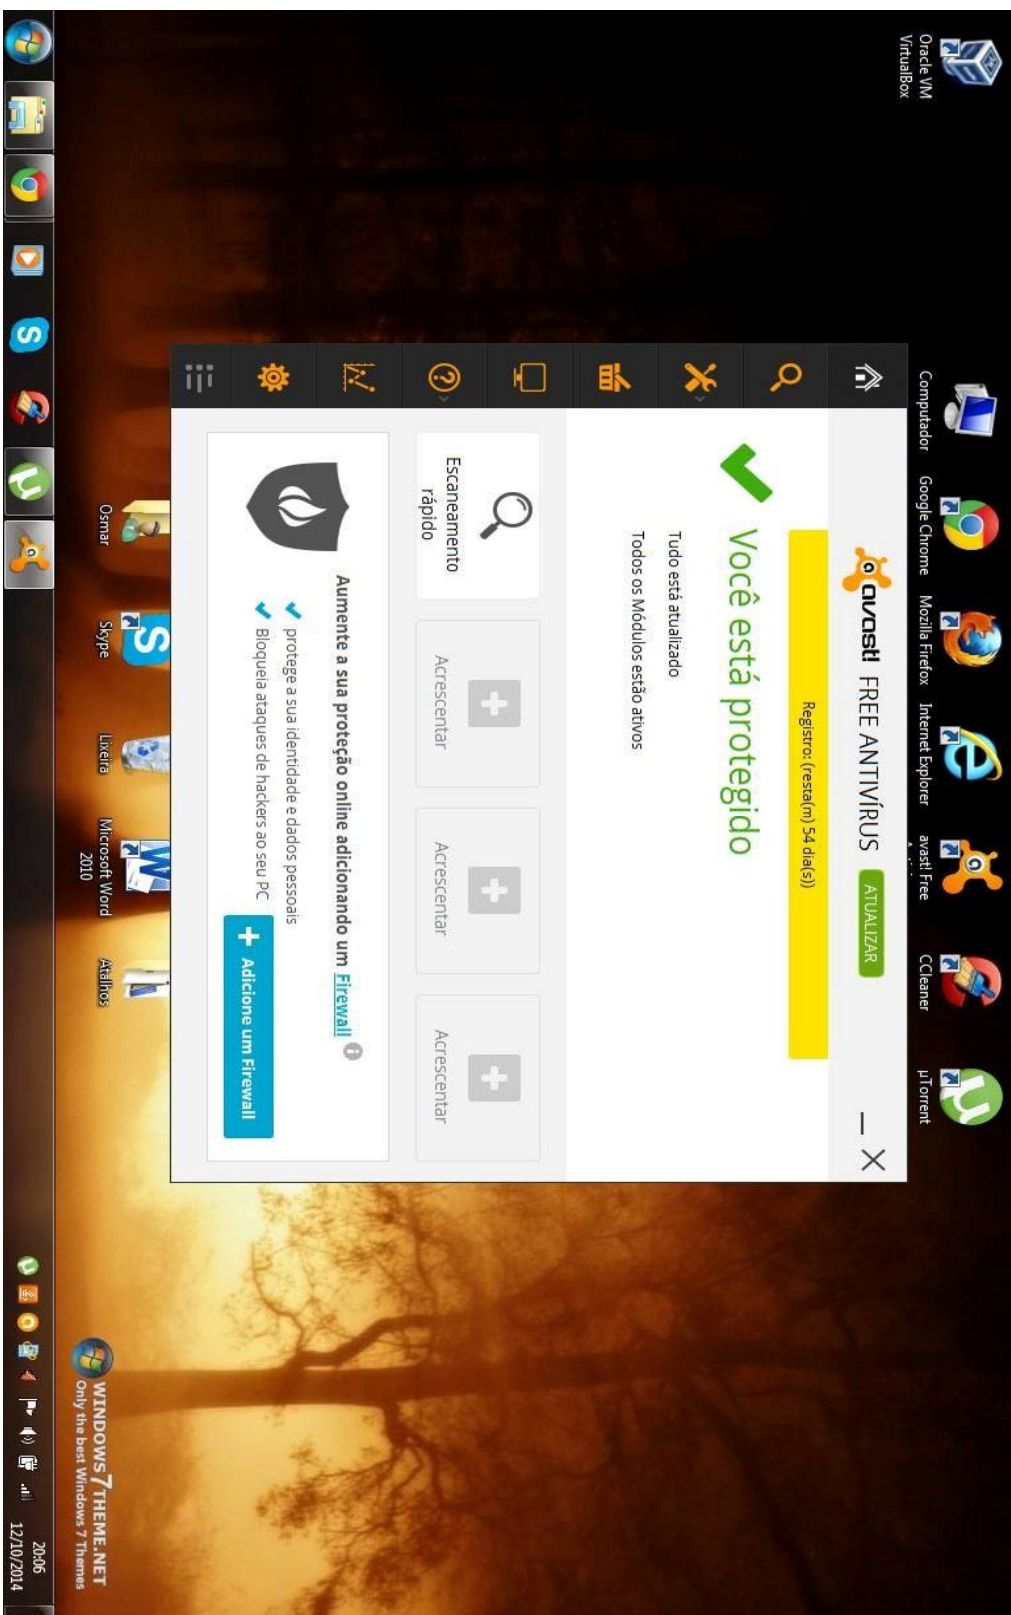 Oracle VM
VirtualBox
Computador
Google Chrome
Mozilla Firefox
Internet Explorer
avast! Free
CCleaner
µTorrent
avast! FREE ANTIVÍRUS
ATUALIZAR
Registro: (resta(m) 54 dia(s))
Você está protegido
Tudo está atualizado
Todos os Módulos estão ativos
Escaneamento
rápido
Acrescentar
Acrescentar
Acrescentar
Aumente a sua proteção online adicionando um Firewall
protege a sua identidade e dados pessoais
Bloqueia ataques de hackers ao seu PC
Adicione um Firewall
Osmar
Skype
Lixeira
Microsoft Word
2010
Atalhos
WINDOWS7THEME.NET
Only the best Windows 7 Themes
20:06
12/10/2014